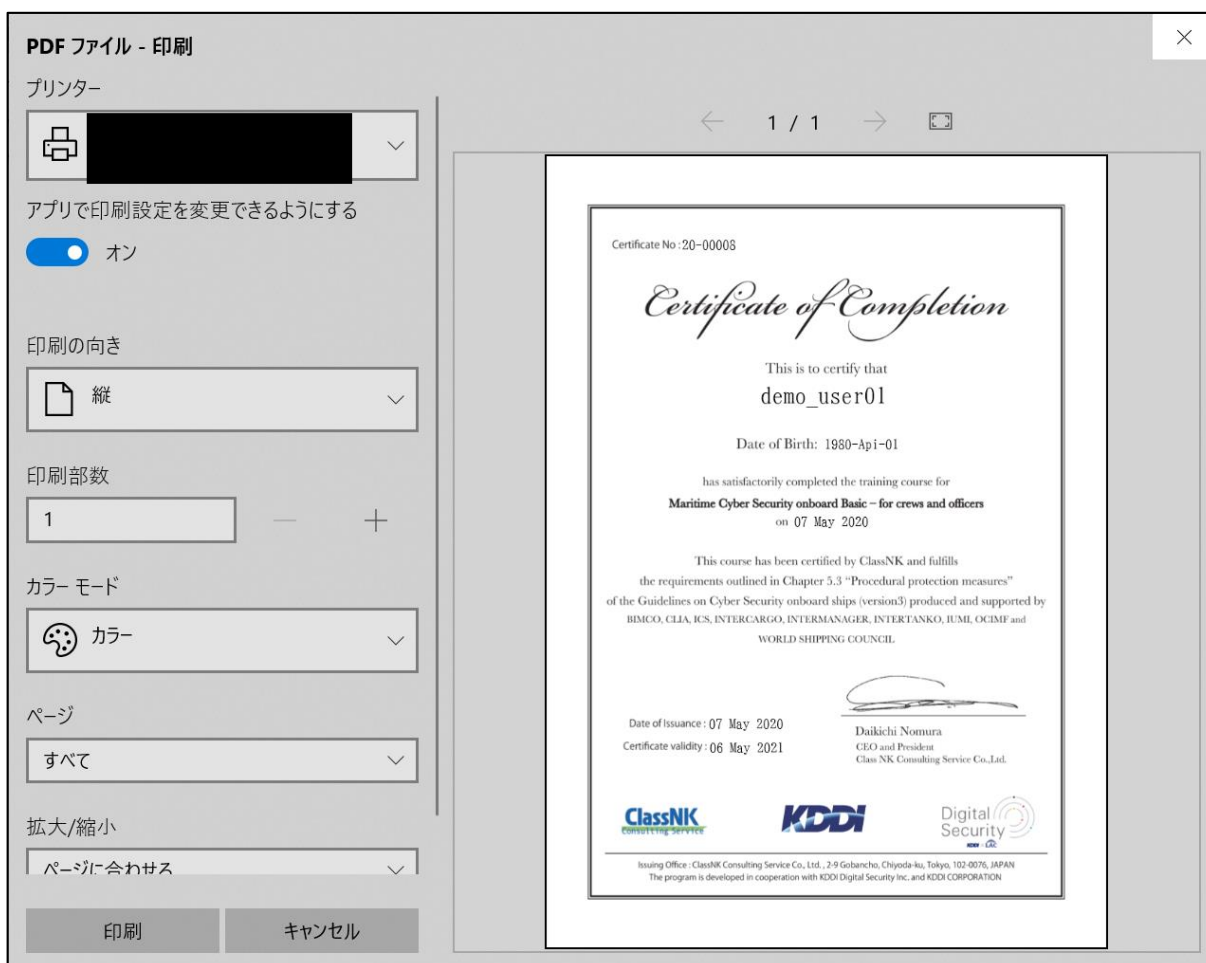 PDF ファイル - 印刷
プリンター
アプリで印刷設定を変更できるようにする
オン
印刷の向き
縦
印刷部数
1
カラー モード
カラー
ページ
すべて
拡大/縮小
ページに合わせる
印刷
キャンセル
1 / 1
Certificate No : 20-00008
Certificate of Completion
This is to certify that
demo_user01
Date of Birth: 1980-Api-01
has satisfactorily completed the training course for
Maritime Cyber Security onboard Basic – for crews and officers
on 07 May 2020
This course has been certified by ClassNK and fulfills
the requirements outlined in Chapter 5.3 “Procedural protection measures”
of the Guidelines on Cyber Security onboard ships (version3) produced and supported by
BIMCO, CLIA, ICS, INTERCARGO, INTERMANAGER, INTERTANKO, IUMI, OCIMF and
WORLD SHIPPING COUNCIL
Date of Issuance : 07 May 2020
Certificate validity : 06 May 2021
Daikichi Nomura
CEO and President
Class NK Consulting Service Co.,Ltd.
ClassNK
Consulting Service
KDDI
Digital
Security
KDDI - LAC
Issuing Office : ClassNK Consulting Service Co., Ltd. , 2-9 Gobancho, Chiyoda-ku, Tokyo, 102-0076, JAPAN
The program is developed in cooperation with KDDI Digital Security Inc. and KDDI CORPORATION